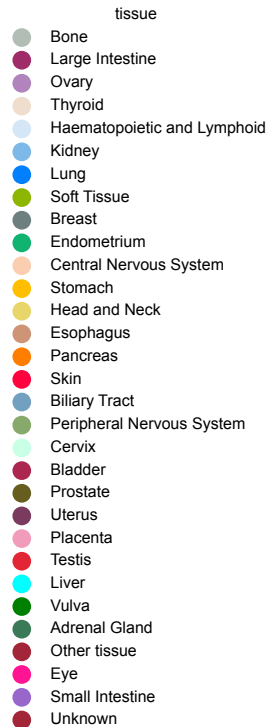 tissue
Bone
Large Intestine
Ovary
Thyroid
Haematopoietic and Lymphoid
Kidney
Lung
Soft Tissue
Breast
Endometrium
Central Nervous System
Stomach
Head and Neck
Esophagus
Pancreas
Skin
Biliary Tract
Peripheral Nervous System
Cervix
Bladder
Prostate
Uterus
Placenta
Testis
Liver
Vulva
Adrenal Gland
Other tissue
Eye
Small Intestine
Unknown